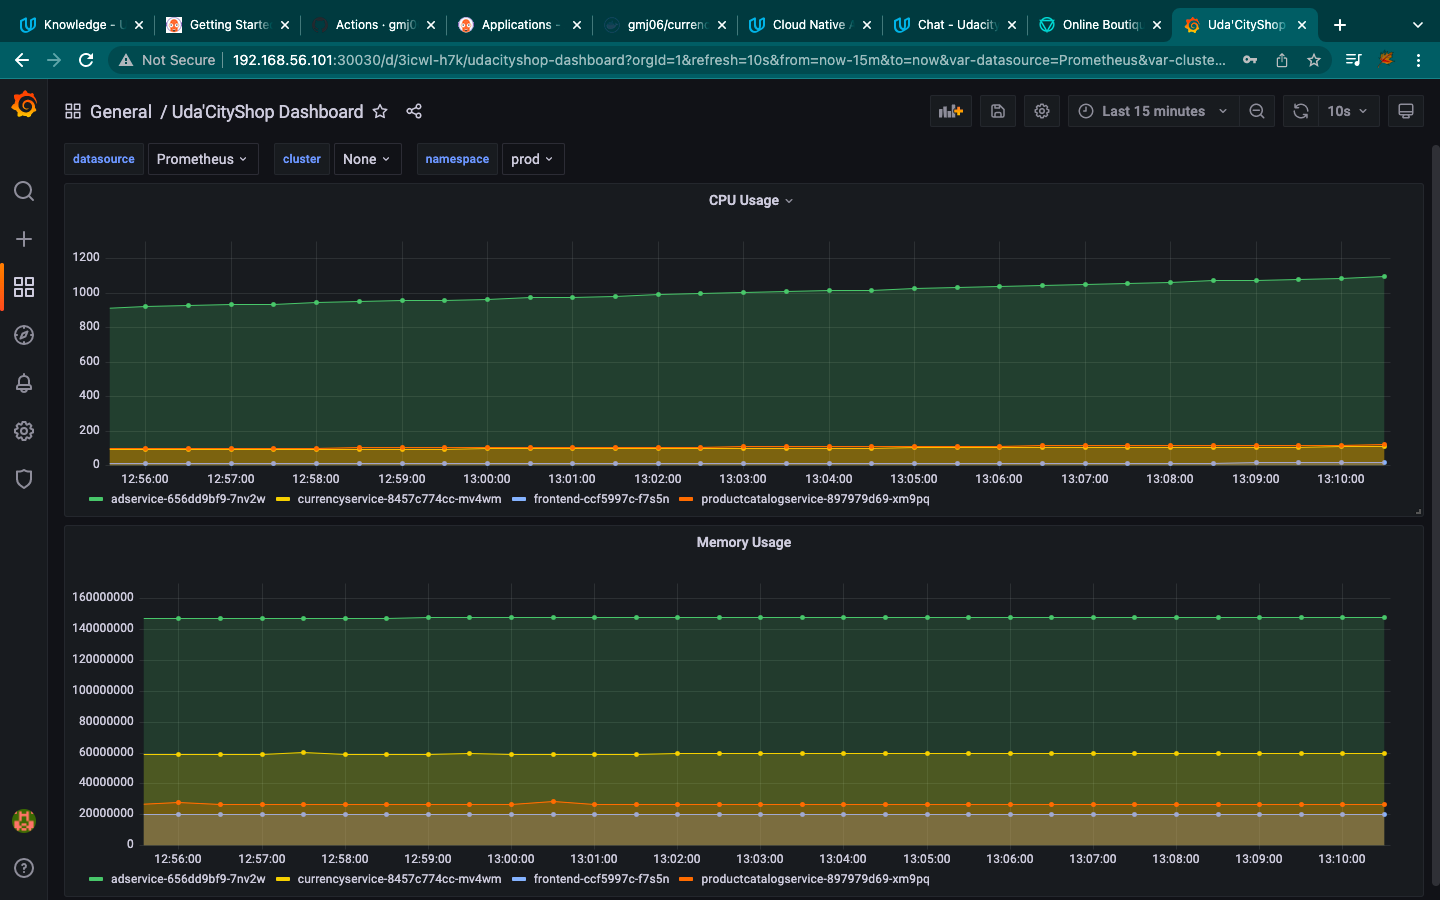 Knowledge - U
Getting Starte
Actions · gmj0
Applications -
gmj06/curren
Cloud Native A
Chat - Udacity
Online Boutiqu
Uda'CityShop
Not Secure
192.168.56.101:30030/d/3icwI-h7k/udacityshop-dashboard?orgId=1&refresh=10s&from=now-15m&to=now&var-datasource=Prometheus&var-cluste...
General / Uda'CityShop Dashboard
Last 15 minutes
10s
datasource Prometheus cluster None namespace prod
CPU Usage
1200
1000
800
600
400
200
0
12:56:00 12:57:00 12:58:00 12:59:00 13:00:00 13:01:00 13:02:00 13:03:00 13:04:00 13:05:00 13:06:00 13:07:00 13:08:00 13:09:00 13:10:00
adservice-656dd9bf9-7nv2w currencyservice-8457c774cc-mv4wm frontend-ccf5997c-f7s5n productcatalogservice-897979d69-xm9pq
Memory Usage
160000000
140000000
120000000
100000000
80000000
60000000
40000000
20000000
0
12:56:00 12:57:00 12:58:00 12:59:00 13:00:00 13:01:00 13:02:00 13:03:00 13:04:00 13:05:00 13:06:00 13:07:00 13:08:00 13:09:00 13:10:00
adservice-656dd9bf9-7nv2w currencyservice-8457c774cc-mv4wm frontend-ccf5997c-f7s5n productcatalogservice-897979d69-xm9pq